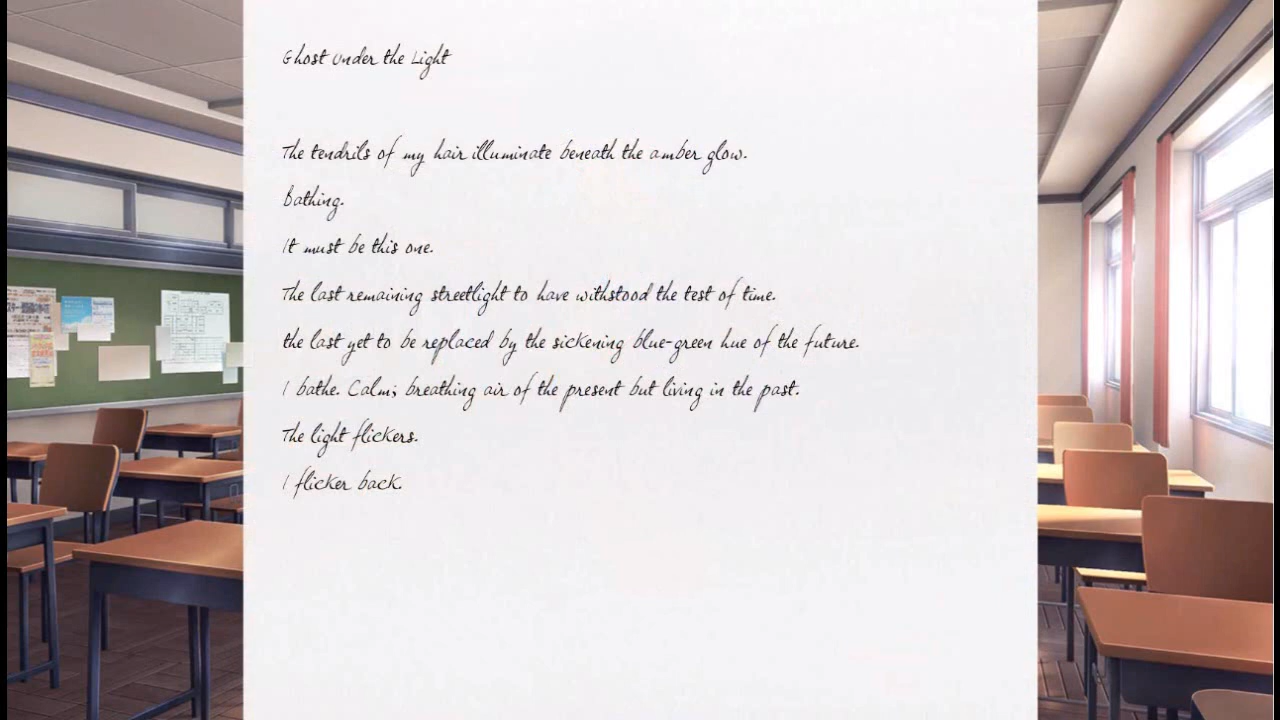 Ghost Under the Light
The tendrils of my hair illuminate beneath the amber glow.
Bathing.
It must be this one.
The last remaining streetlight to have withstood the test of time.
the last yet to be replaced by the sickening blue-green hue of the future.
I bathe. Calm; breathing air of the present but living in the past.
The light flickers.
I flicker back.